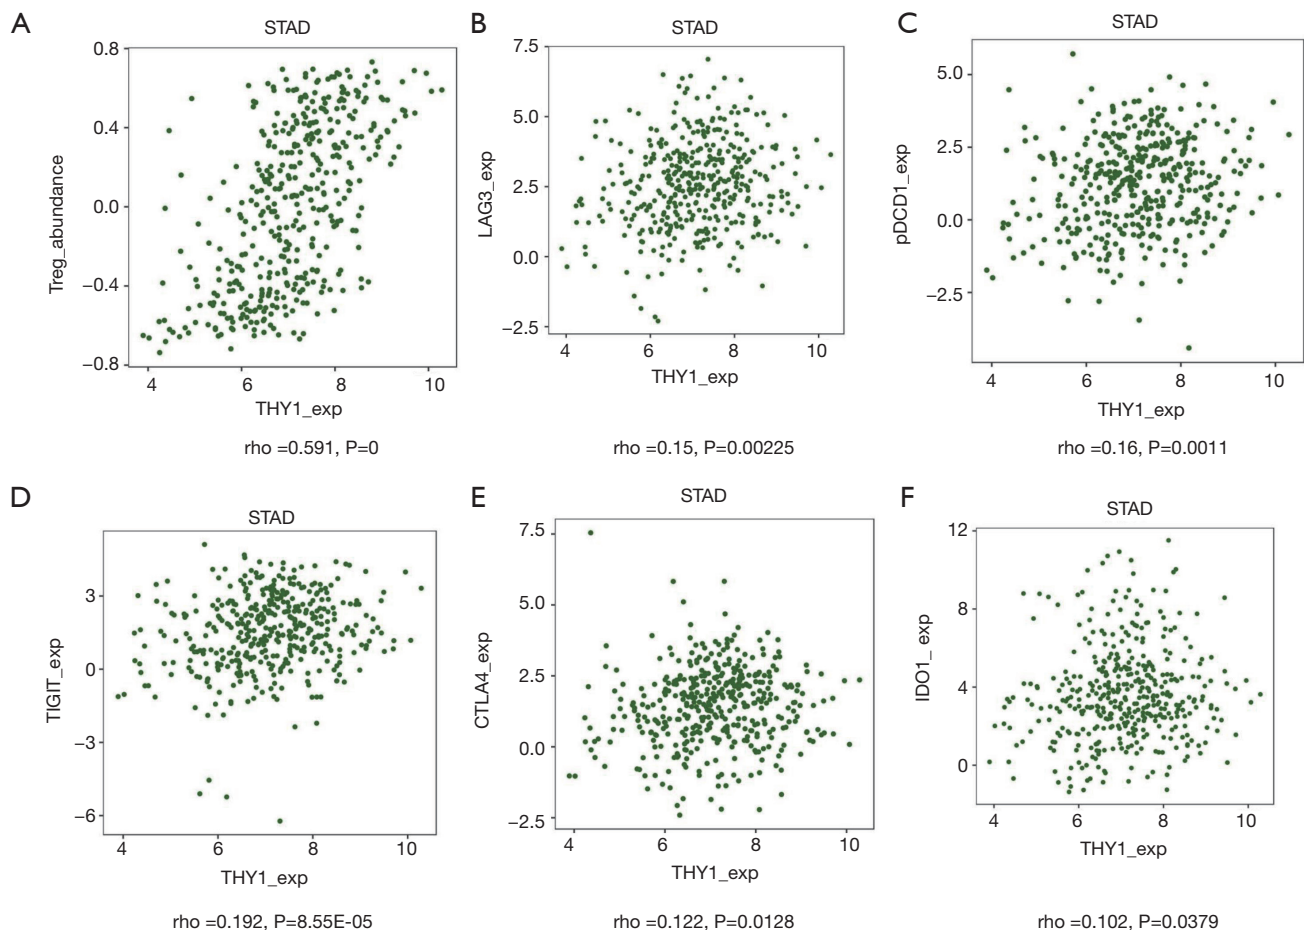 A
STAD
0.8
0.4
0.0
−0.4
−0.8
Treg_abundance
4 6 8 10
THY1_exp
rho =0.591, P=0
B
STAD
7.5
5.0
2.5
0.0
−2.5
LAG3_exp
4 6 8 10
THY1_exp
rho =0.15, P=0.00225
C
STAD
5.0
2.5
0.0
−2.5
pDCD1_exp
4 6 8 10
THY1_exp
rho =0.16, P=0.0011
D
STAD
3
0
−3
−6
TIGIT_exp
4 6 8 10
THY1_exp
rho =0.192, P=8.55E-05
E
STAD
7.5
5.0
2.5
0.0
−2.5
CTLA4_exp
4 6 8 10
THY1_exp
rho =0.122, P=0.0128
F
STAD
12
8
4
0
IDO1_ exp
4 6 8 10
THY1_exp
rho =0.102, P=0.0379